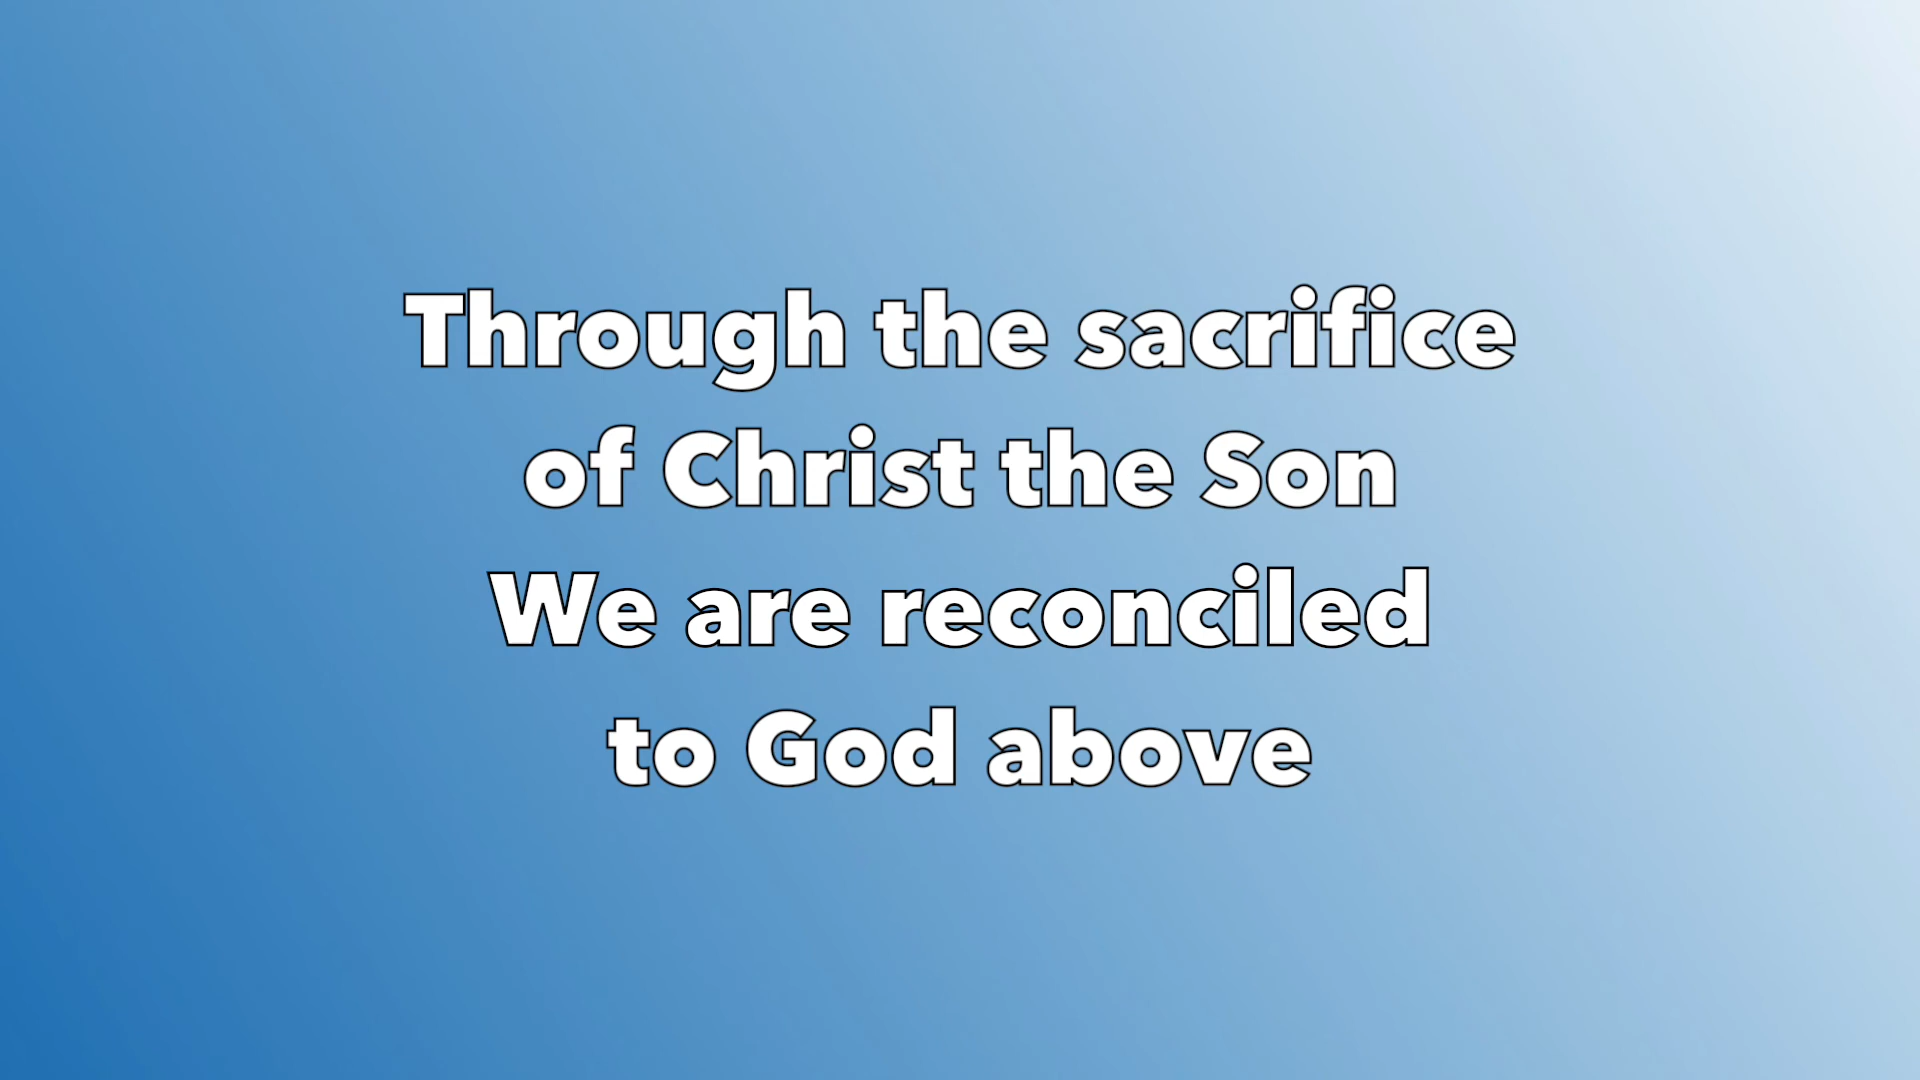 Through the sacrifice
of Christ the Son
We are reconciled
to God above